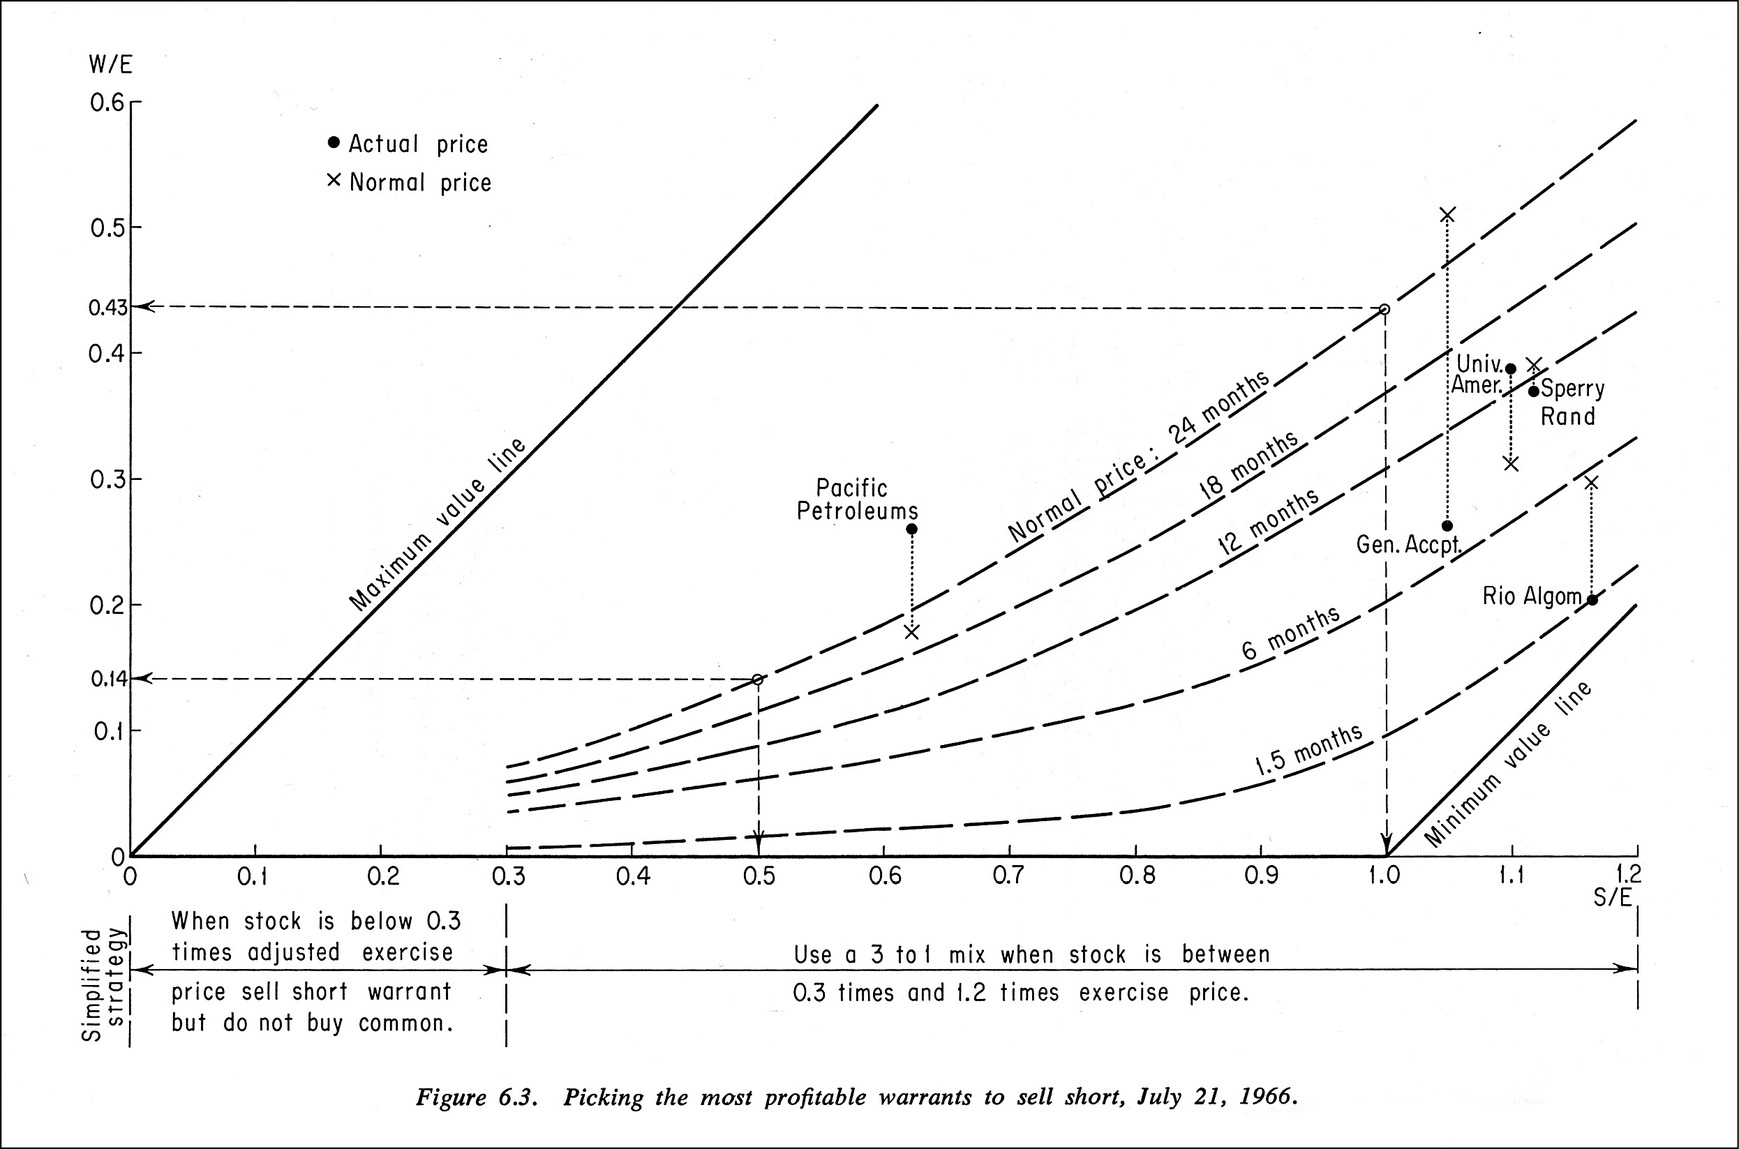 W/E
0.6
● Actual price
× Normal price
0.5
0.43
0.4
0.3
0.2
0.14
0.1
0
Maximum value line
Pacific
Petroleums
Normal price: 24 months
18 months
12 months
6 months
1.5 months
Univ.
Amer.
Sperry
Rand
Gen. Accpt.
Rio Algom
Minimum value line
0 0.1 0.2 0.3 0.4 0.5 0.6 0.7 0.8 0.9 1.0 1.1 1.2
S/E
Simplified
strategy
When stock is below 0.3
times adjusted exercise
price sell short warrant
but do not buy common.
Use a 3 to 1 mix when stock is between
0.3 times and 1.2 times exercise price.
Figure 6.3. Picking the most profitable warrants to sell short, July 21, 1966.